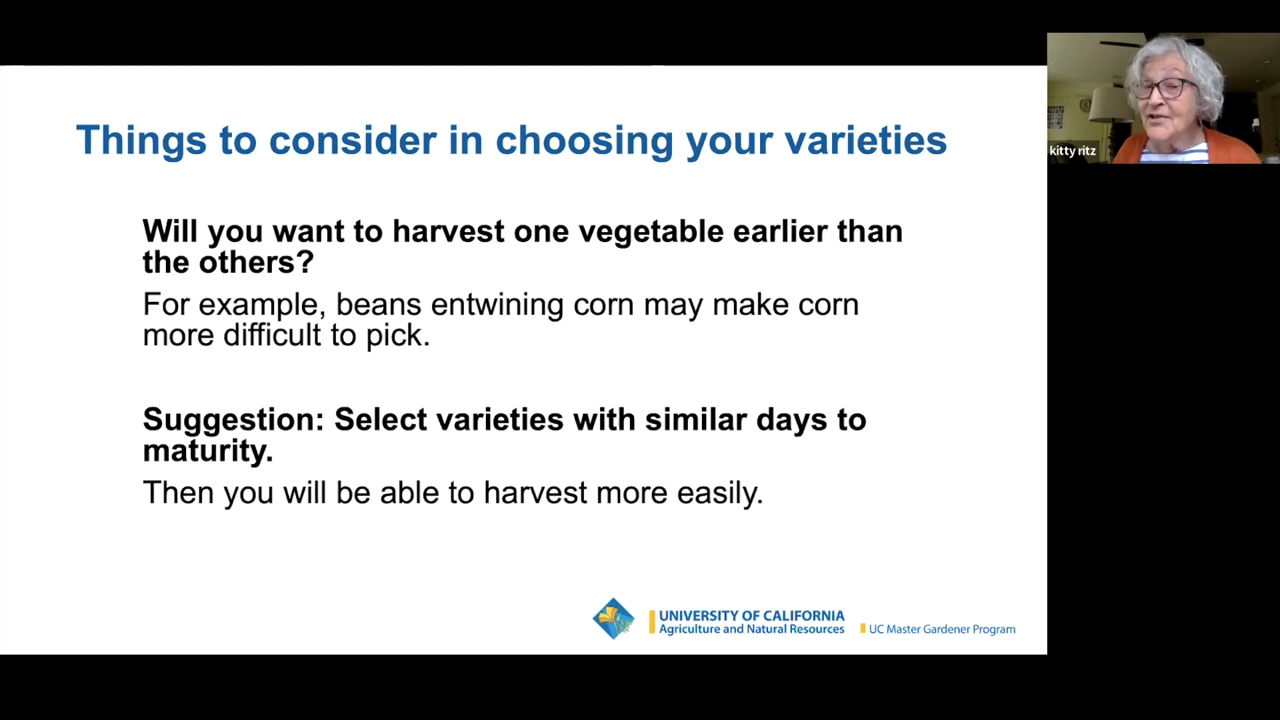 Things to consider in choosing your varieties
kitty ritz
Will you want to harvest one vegetable earlier than
the others?
For example, beans entwining corn may make corn
more difficult to pick.
Suggestion: Select varieties with similar days to
maturity.
Then you will be able to harvest more easily.
UNIVERSITY OF CALIFORNIA
Agriculture and Natural Resources
UC Master Gardener Program